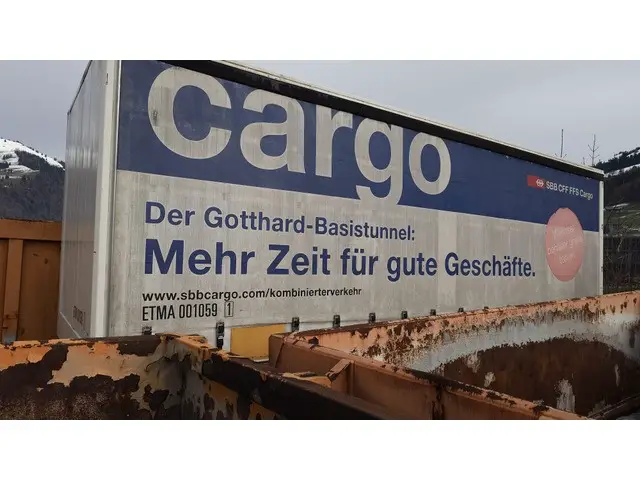 cargo
SBB CFF FFS Cargo
Der Gotthard-Basistunnel:
Mehr Zeit für gute Geschäfte.
www.sbbcargo.com/kombinierterverkehr
ETMA 001059 1